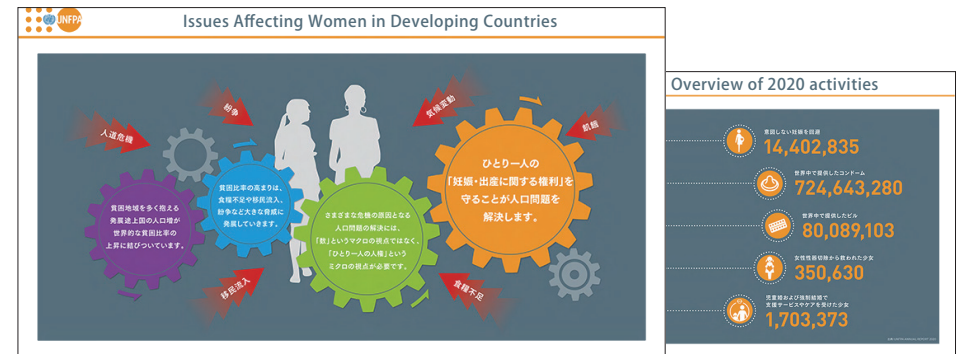 UNFPA
Issues Affecting Women in Developing Countries
人道危機
紛争
気候変動
飢餓
貧困地域を多く抱える
発展途上国の人口増が
世界的な貧困比率の
上昇に結びついています。
貧困比率の高まりは、
食糧不足や移民流入、
紛争など大きな脅威に
発展していきます。
さまざまな危機の原因となる
人口問題の解決には、
「数」というマクロの視点ではなく、
「ひとり一人の人権」という
ミクロの視点が必要です。
ひとり一人の
「妊娠・出産に関する権利」を
守ることが人口問題を
解決します。
移民流入
食糧不足
Overview of 2020 activities
意図しない妊娠を回避
14,402,835
世界中で提供したコンドーム
724,643,280
世界中で提供したピル
80,089,103
女性性器切除から救われた少女
350,630
児童婚および強制結婚で
支援サービスやケアを受けた少女
1,703,373